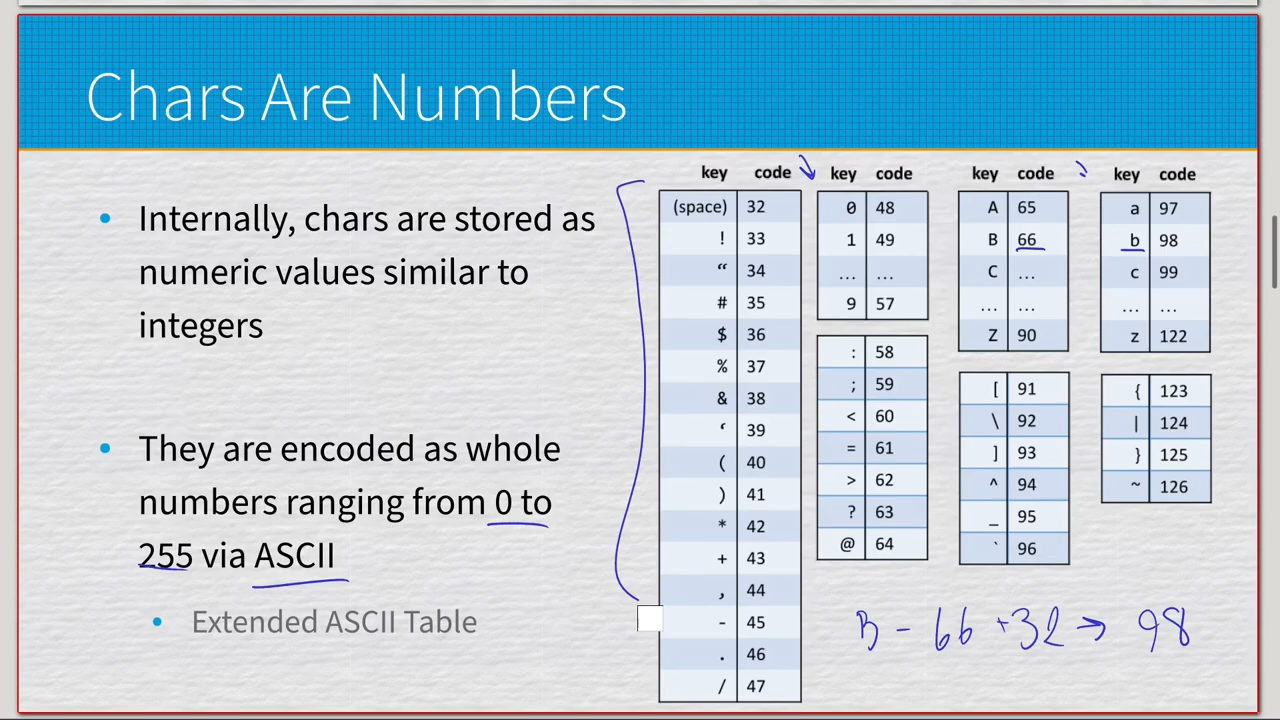 Chars Are Numbers
• Internally, chars are stored as
numeric values similar to
integers
• They are encoded as whole
numbers ranging from 0 to
255 via ASCII
• Extended ASCII Table
key code
(space) 32
! 33
“ 34
# 35
$ 36
% 37
& 38
‘ 39
( 40
) 41
* 42
+ 43
, 44
- 45
. 46
/ 47
key code
0 48
1 49
... ...
9 57
: 58
; 59
< 60
= 61
> 62
? 63
@ 64
key code
A 65
B 66
C ...
... ...
Z 90
[ 91
\ 92
] 93
^ 94
_ 95
` 96
key code
a 97
b 98
c 99
... ...
z 122
{ 123
| 124
} 125
~ 126
B - 66 +32 → 98